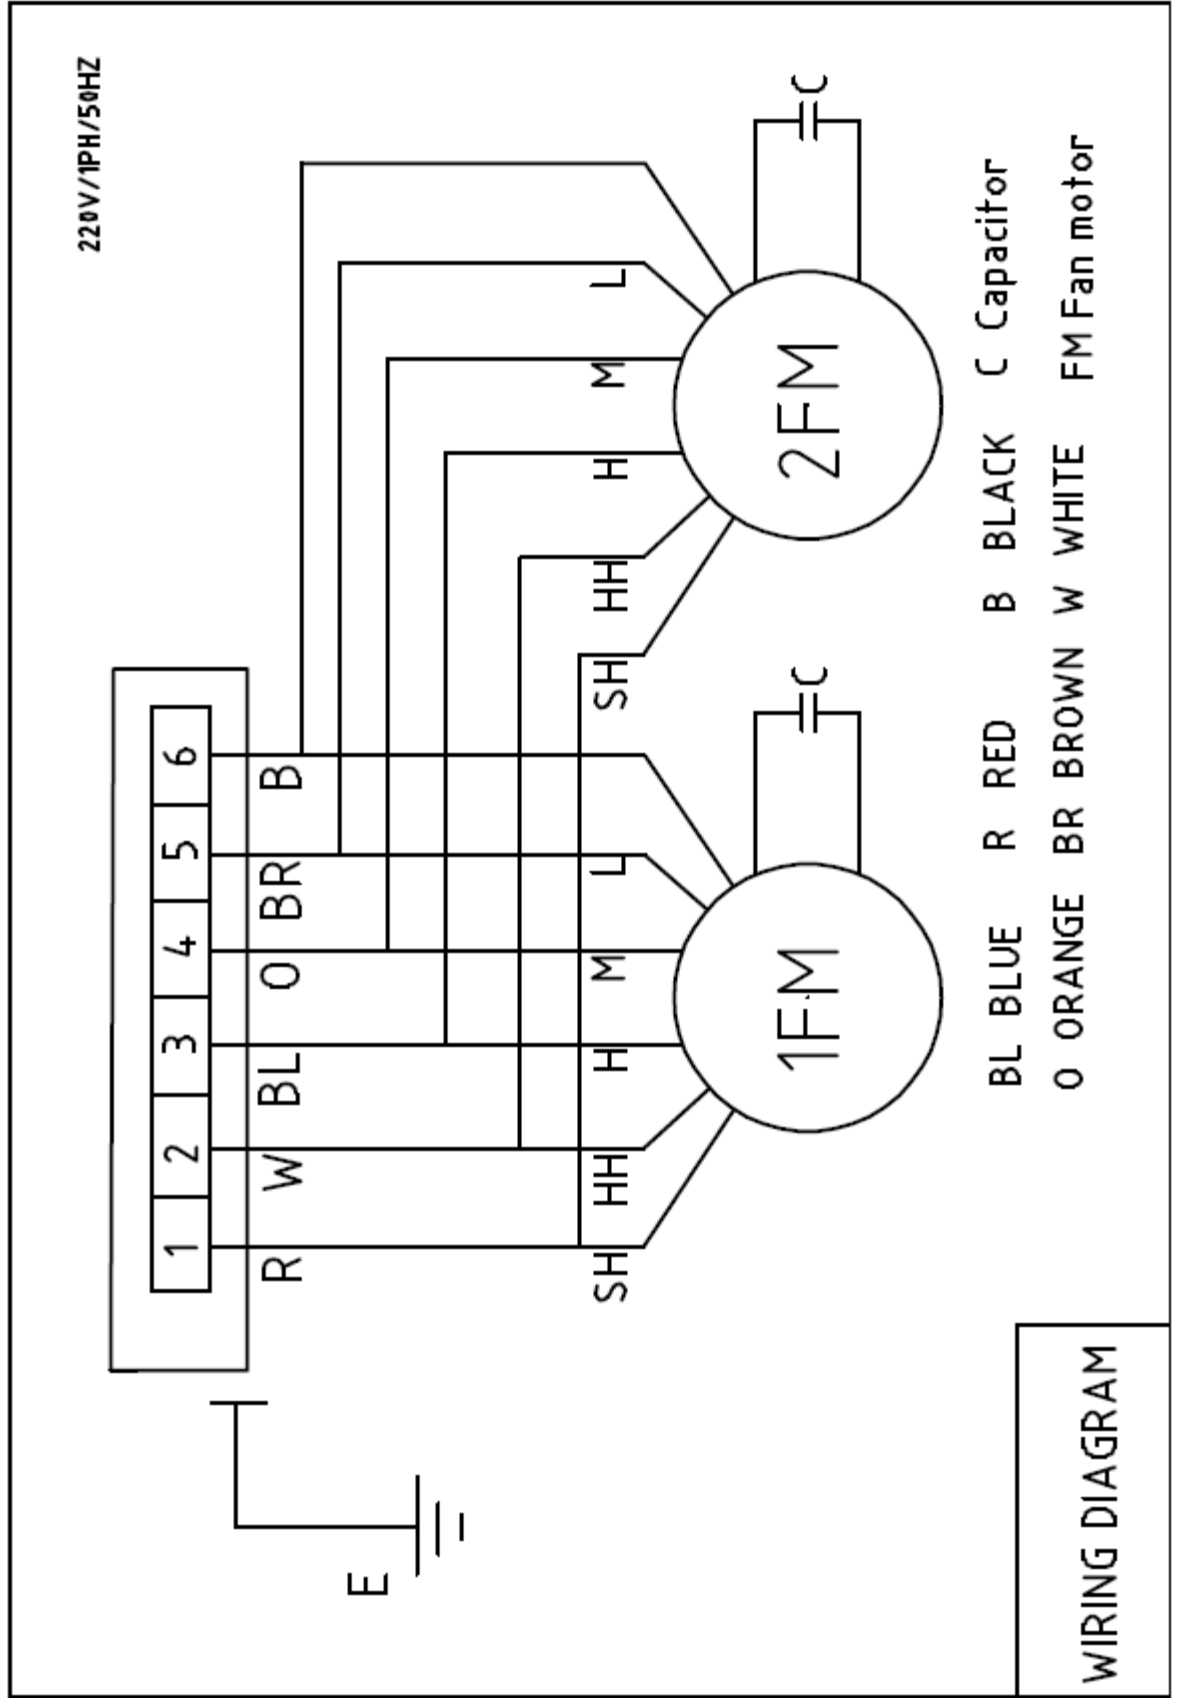 220V/1PH/50HZ
1 2 3 4 5 6
R W BL O BR B
E
SH HH H M L SH HH H M L
1FM C 2FM C
BL BLUE R RED B BLACK C Capacitor
O ORANGE BR BROWN W WHITE FM Fan motor
WIRING DIAGRAM